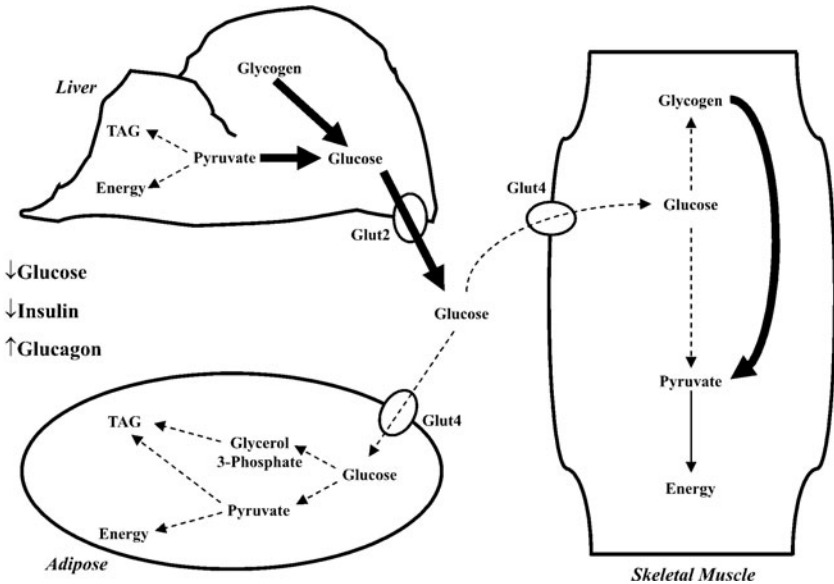 Liver
Glycogen
TAG
Pyruvate
Glucose
Energy
Glut2
↓Glucose
↓Insulin
↑Glucagon
Glucose
TAG
Glycerol
3-Phosphate
Glut4
Glucose
Pyruvate
Energy
Adipose
Glycogen
Glut4
Glucose
Pyruvate
Energy
Skeletal Muscle